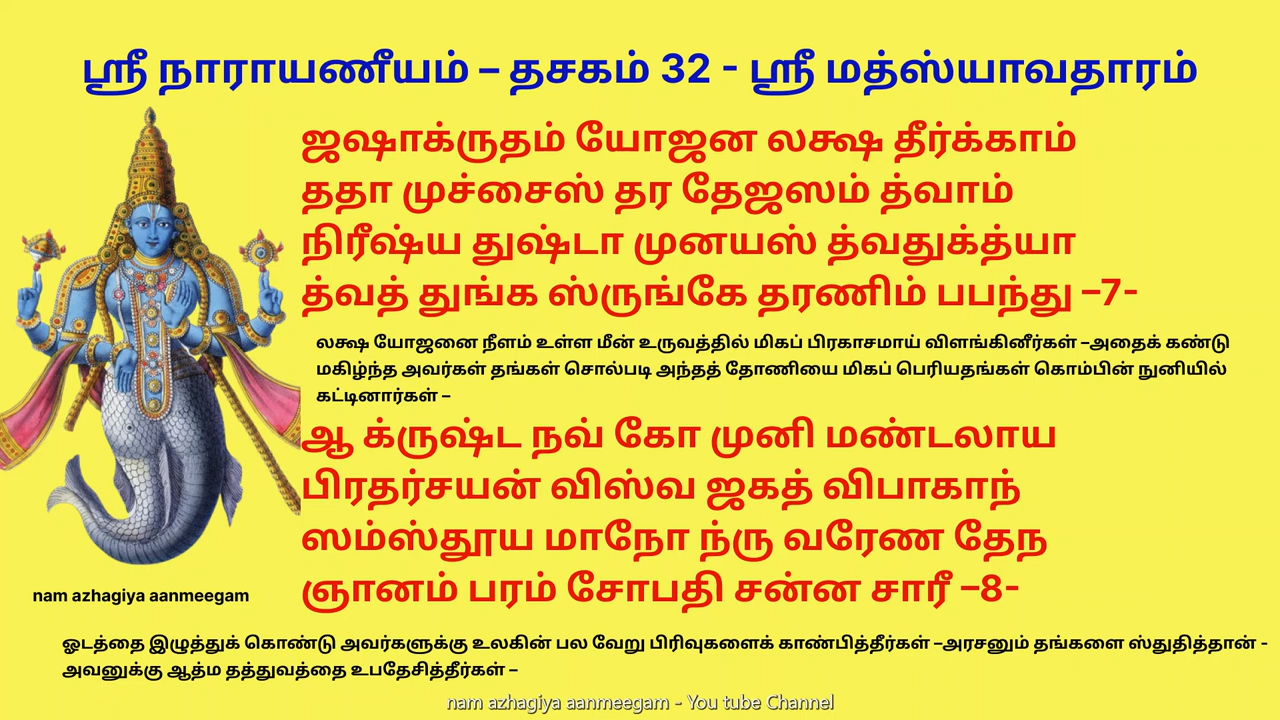 ஸ்ரீ நாராயணீயம் – தசகம் 32 - ஸ்ரீ மத்ஸ்யாவதாரம்
ஜஷாக்ருதம் யோஜன லக்ஷ தீர்க்காம்
ததா முச்சைஸ் தர தேஜஸம் த்வாம்
நிரீஷ்ய துஷ்டா முனயஸ் த்வதுக்த்யா
த்வத் துங்க ஸ்ருங்கே தரணிம் பபந்து –7-
லக்ஷ யோஜனை நீளம் உள்ள மீன் உருவத்தில் மிகப் பிரகாசமாய் விளங்கினீர்கள் –அதைக் கண்டு
மகிழ்ந்த அவர்கள் தங்கள் சொல்படி அந்தத் தோணியை மிகப் பெரியதங்கள் கொம்பின் நுனியில்
கட்டினார்கள் –
ஆ க்ருஷ்ட நவ் கோ முனி மண்டலாய
பிரதர்சயன் விஸ்வ ஜகத் விபாகாந்
ஸம்ஸ்தூய மாநோ ந்ரு வரேண தேந
ஞானம் பரம் சோபதி சன்ன சாரீ –8-
nam azhagiya aanmeegam
ஓடத்தை இழுத்துக் கொண்டு அவர்களுக்கு உலகின் பல வேறு பிரிவுகளைக் காண்பித்தீர்கள் –அரசனும் தங்களை ஸ்துதித்தான் -
அவனுக்கு ஆத்ம தத்துவத்தை உபதேசித்தீர்கள் –
nam azhagiya aanmeegam - You tube Channel